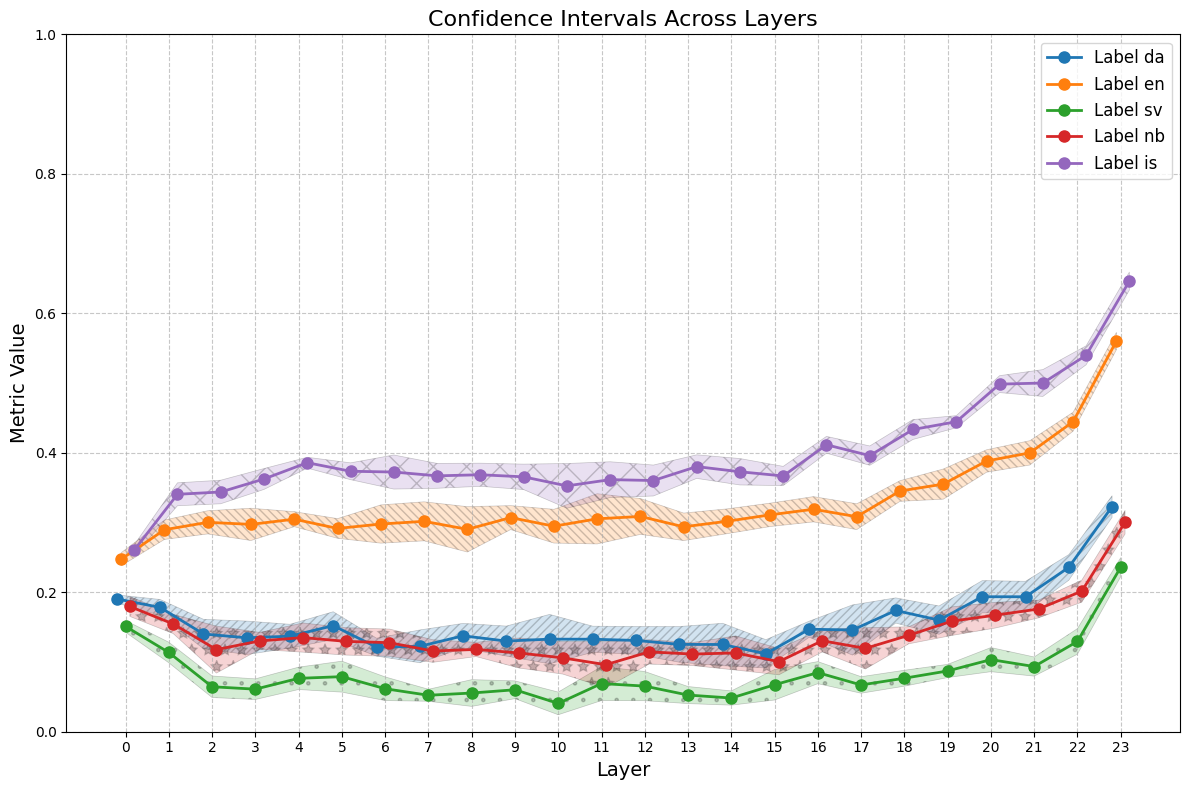 Confidence Intervals Across Layers
Metric Value
1.0
0.8
0.6
0.4
0.2
0.0
Label da
Label en
Label sv
Label nb
Label is
0 1 2 3 4 5 6 7 8 9 10 11 12 13 14 15 16 17 18 19 20 21 22 23
Layer